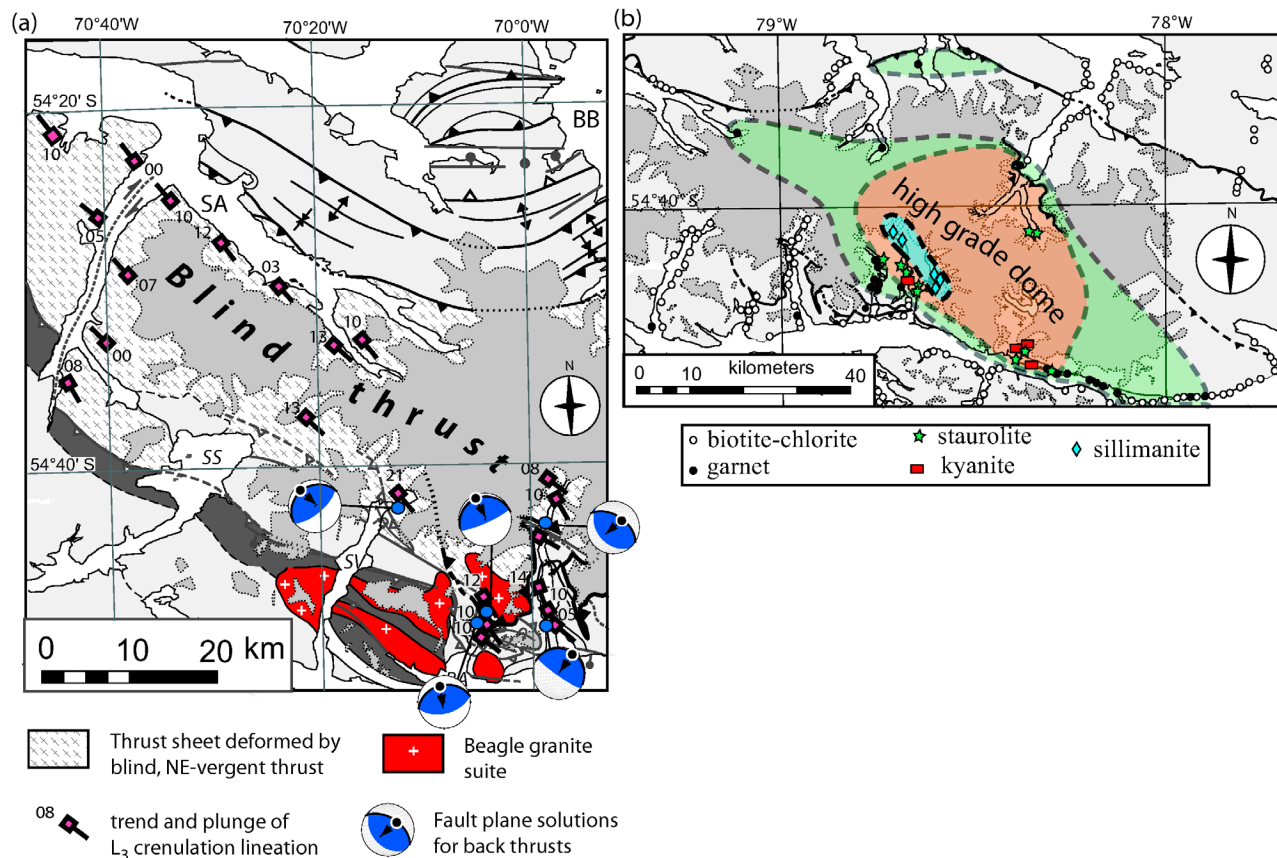 (a)
70°40'W
70°20'W
70°0'W
54°20' S
BB
10
00
SA
10
05
12
07
03
00
13
10
Blind thrust
N
08
13
54°40' S
SS
21
08
10
SV
12
14
10
10
10
05
0 10 20 km
Thrust sheet deformed by
blind, NE-vergent thrust
Beagle granite
suite
08
trend and plunge of
L3 crenulation lineation
Fault plane solutions
for back thrusts
(b)
79°W
78°W
54°40' S
high grade dome
N
kilometers
0 10 40
biotite-chlorite
staurolite
sillimanite
garnet
kyanite